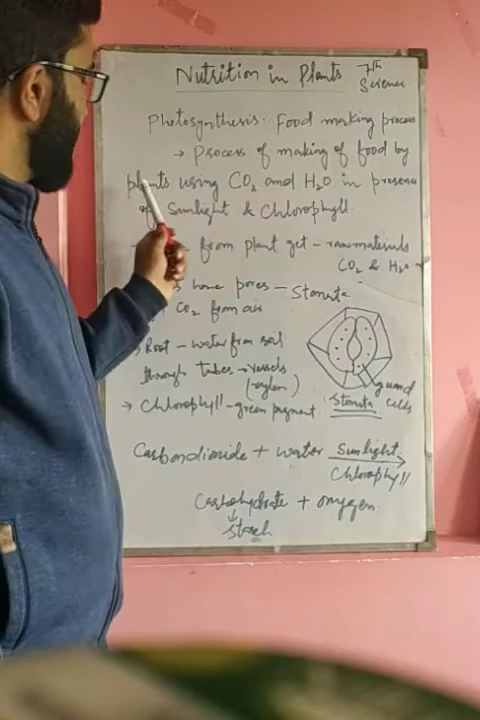 Nutrition in Plants 7th Science
Photosynthesis: Food making process
→ Process of making of food by
plants using CO2 and H2O in presence
of Sunlight & Chlorophyll
from plant get - raw materials
CO2 & H2O
have pores - Stomata
CO2 from air
Root - water from soil
through tubes → vessels
(xylem)
→ Chlorophyll - green pigment
guard
cells
Stomata
Carbondioxide + water Sunlight
Chlorophyll
Carbohydrate + oxygen
Starch